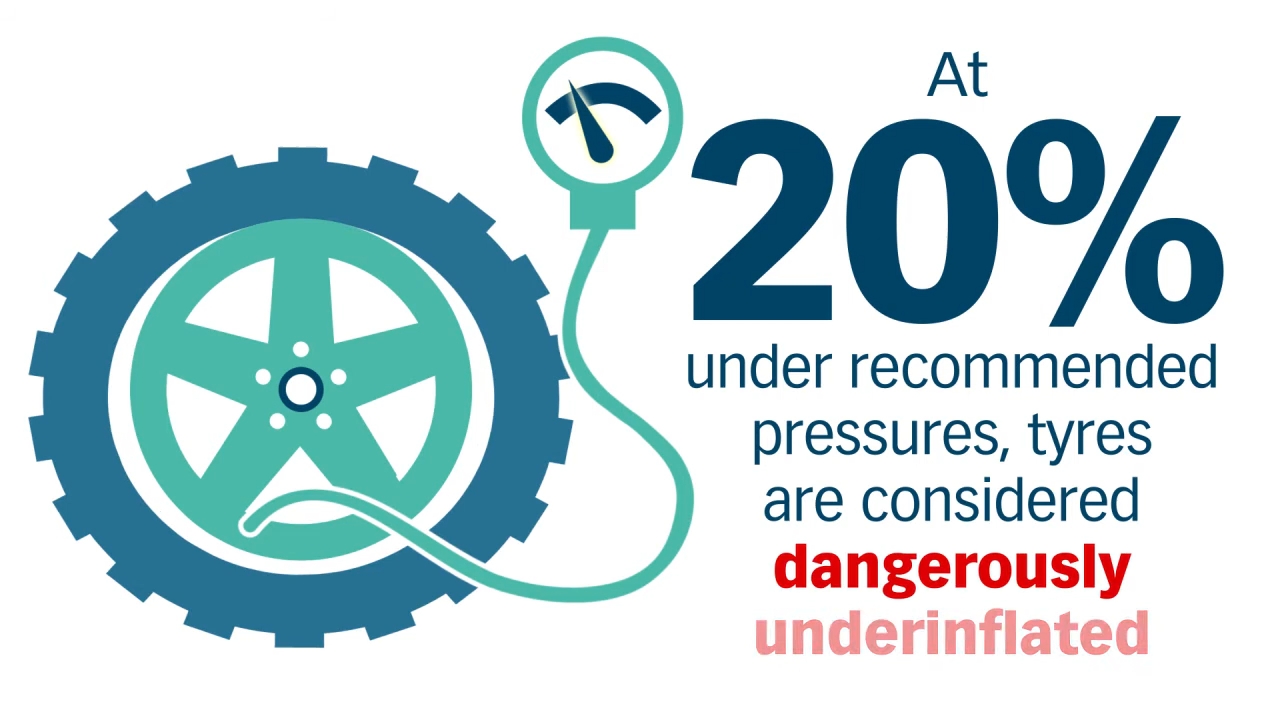 At
20%
under recommended
pressures, tyres
are considered
dangerously
underinflated